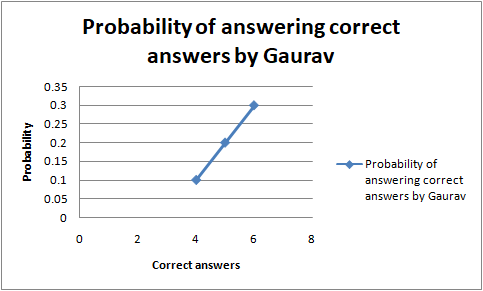 Probability of answering correct
answers by Gaurav
0.35
0.3
0.25
0.2
0.15
0.1
0.05
0
Probability
0 2 4 6 8
Correct answers
Probability of
answering correct
answers by Gaurav